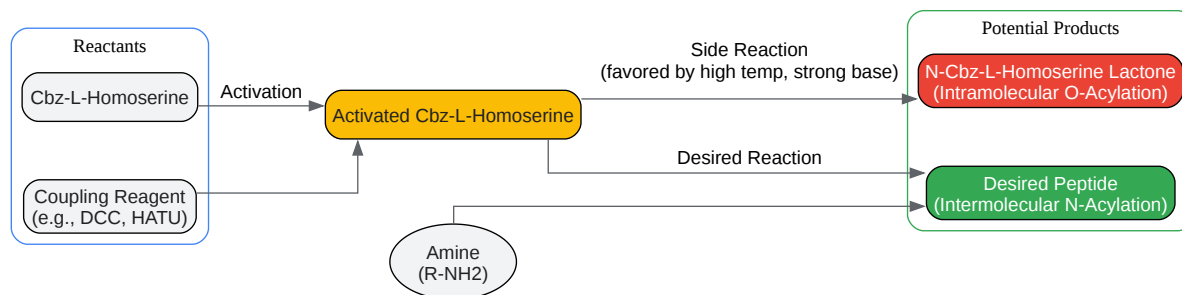 Reactants
Cbz-L-Homoserine
Coupling Reagent
(e.g., DCC, HATU)
Activation
Activated Cbz-L-Homoserine
Amine
(R-NH2)
Side Reaction
(favored by high temp, strong base)
Desired Reaction
Potential Products
N-Cbz-L-Homoserine Lactone
(Intramolecular O-Acylation)
Desired Peptide
(Intermolecular N-Acylation)